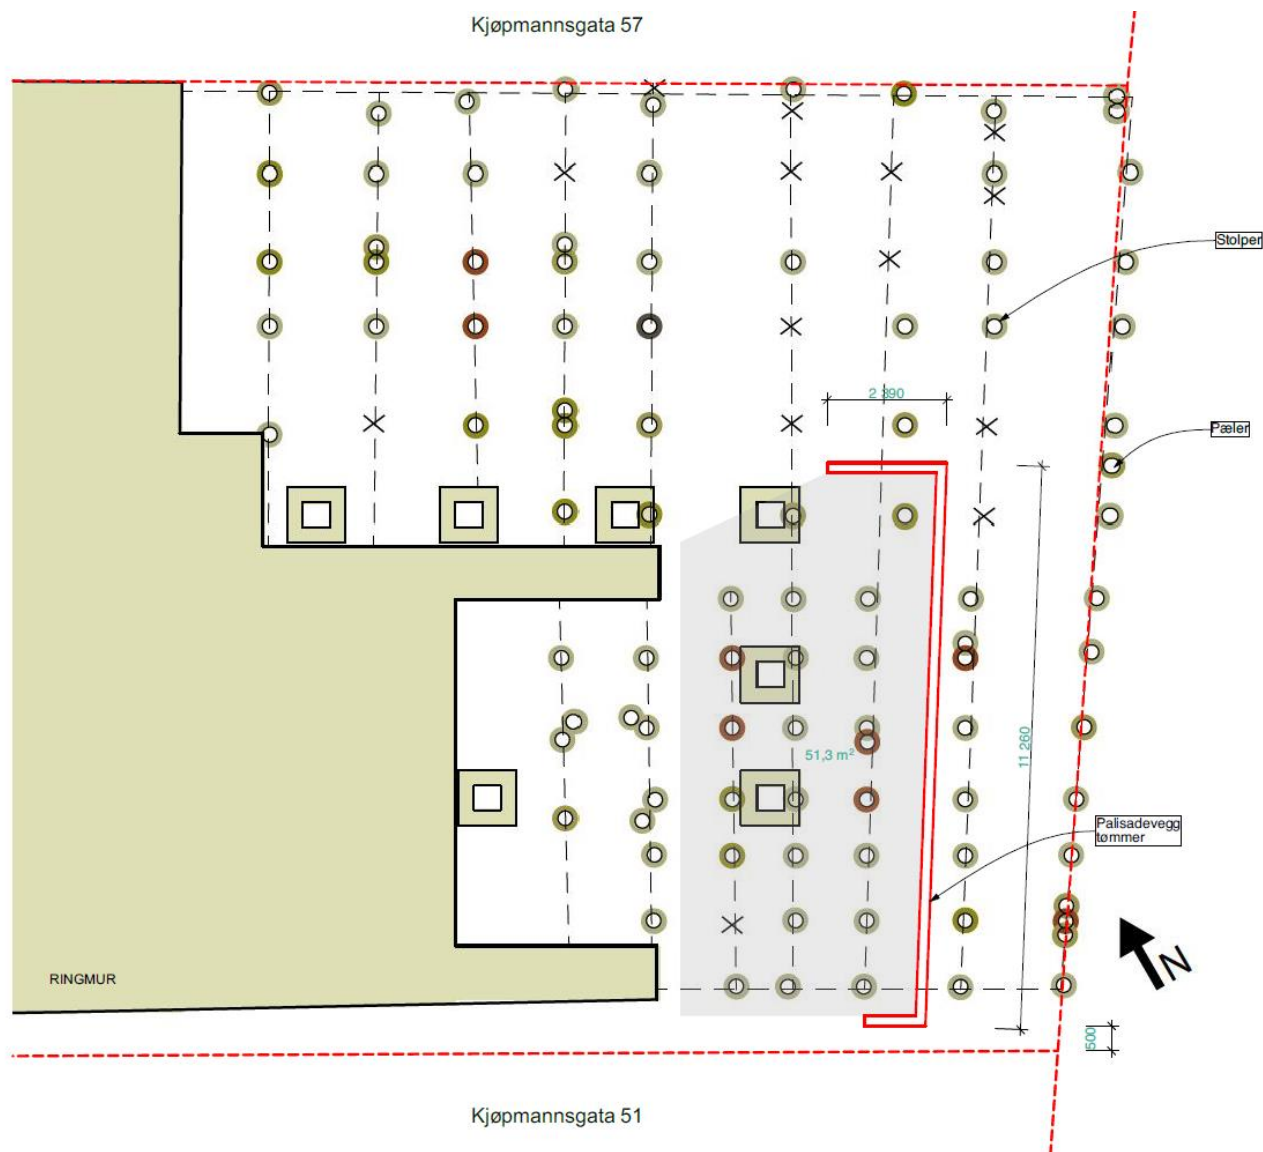 Kjøpmannsgata 57
Stolper
2 390
Pæler
11 260
51,3 m²
Palisadevegg
tømmer
N
RINGMUR
500
Kjøpmannsgata 51